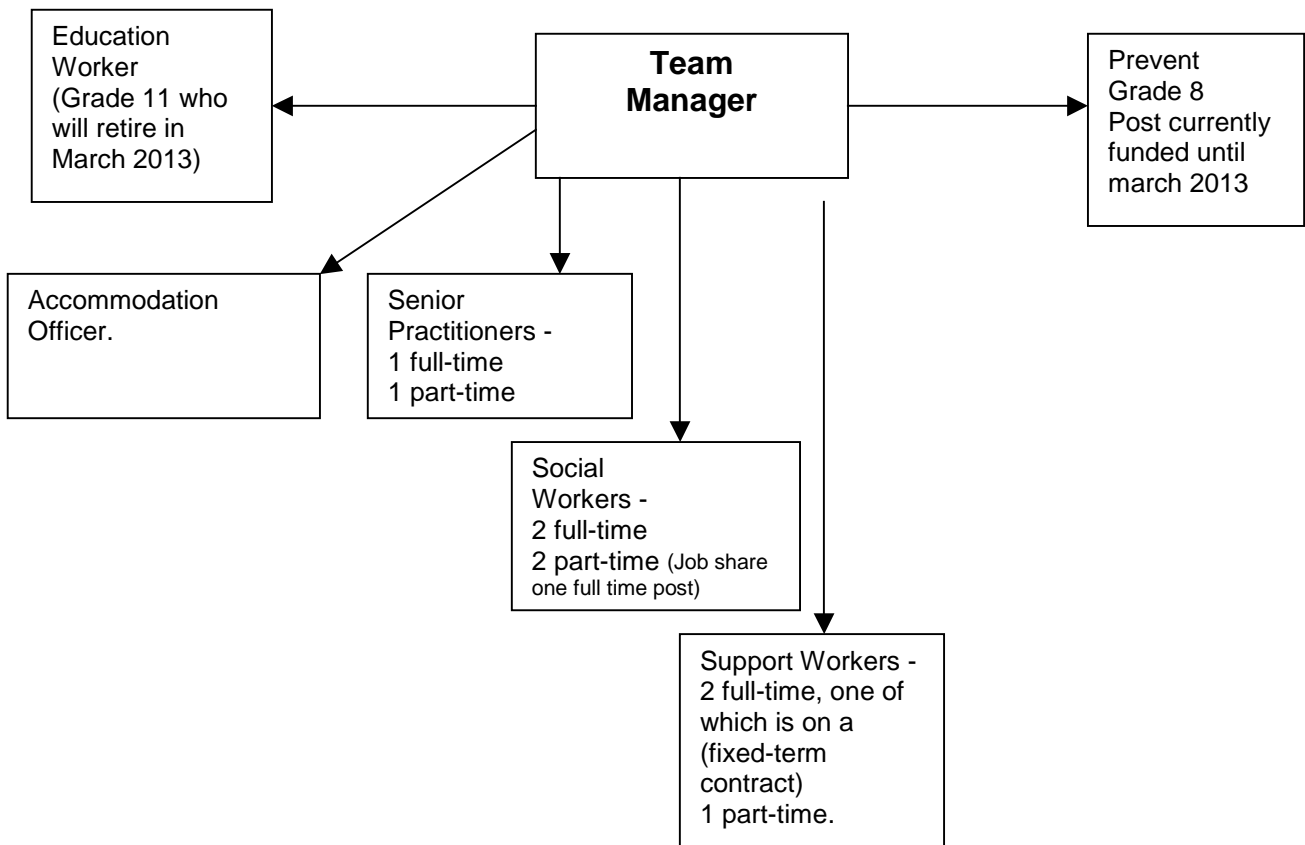 Education
Worker
(Grade 11 who
will retire in
March 2013)
Team
Manager
Prevent
Grade 8
Post currently
funded until
march 2013
Accommodation
Officer.
Senior
Practitioners -
1 full-time
1 part-time
Social
Workers -
2 full-time
2 part-time (Job share
one full time post)
Support Workers -
2 full-time, one of
which is on a
(fixed-term
contract)
1 part-time.